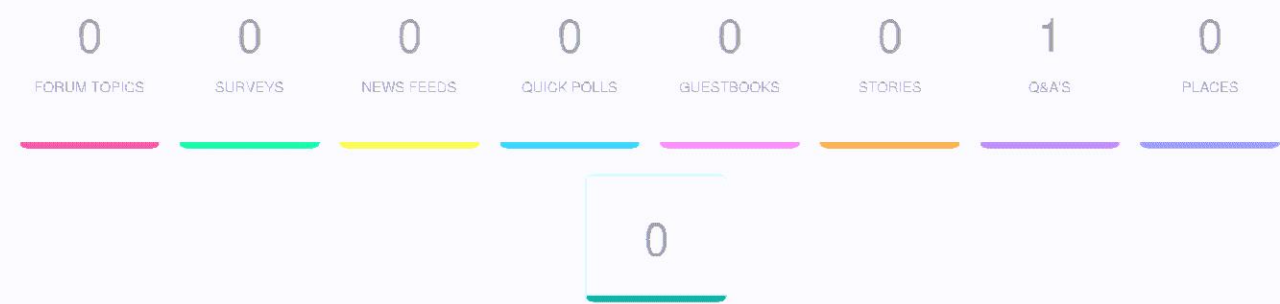 0 0 0 0 0 0 1 0
FORUM TOPICS SURVEYS NEWS FEEDS QUICK POLLS GUESTBOOKS STORIES Q&A'S PLACES
0